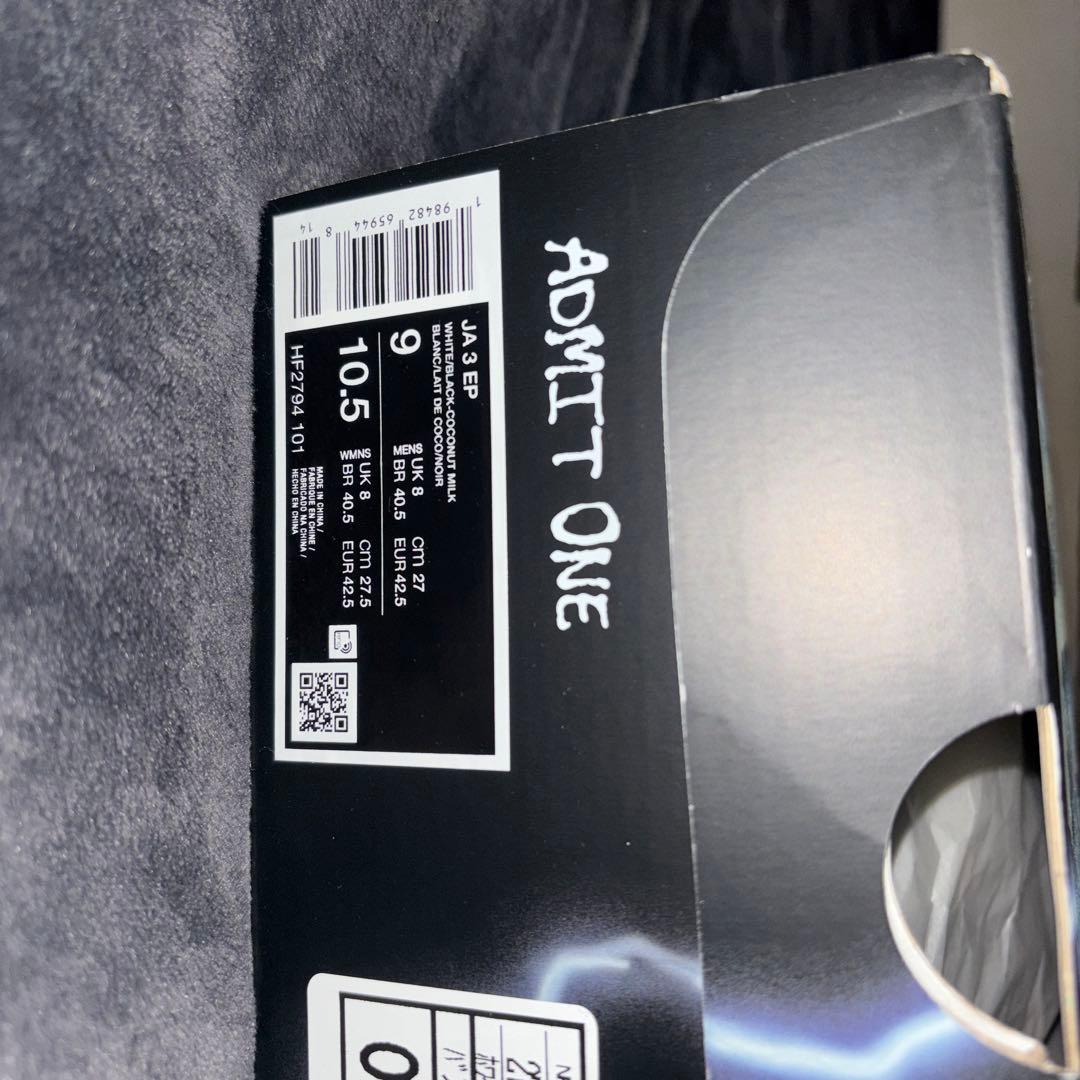 ADMIT ONE
JA 3 EP
WHITE/BLACK-COCONUT MILK
BLANC/LAIT DE COCO/NOIR
9 MENS UK 8 cm 27
M BR 40.5 EUR 42.5
10.5 WMNS UK 8 cm 27.5
BR 40.5 EUR 42.5
HF2794 101
MADE IN CHINA /
FABRIQUE EN CHINE /
FABRICADO NA CHINA /
HECHO EN CHINA
1 98482 65944 8 14